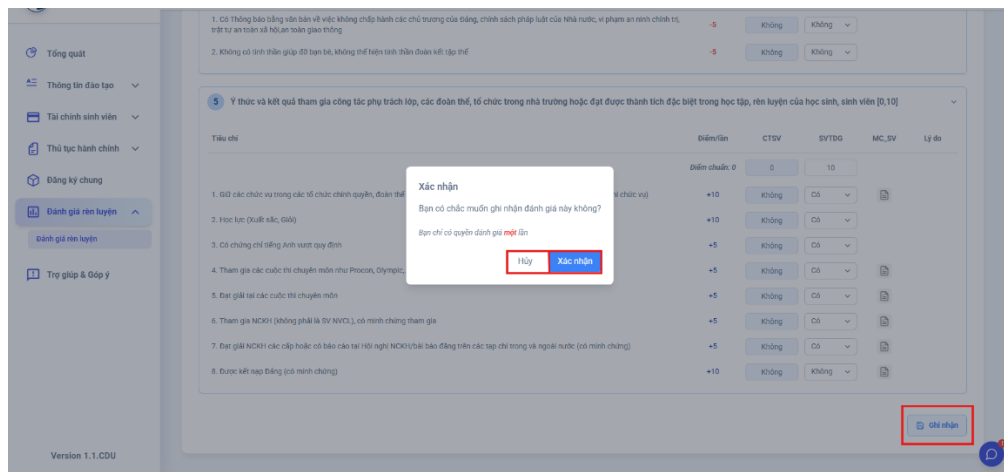 1. Có Thông báo bằng văn bản về việc không chấp hành các chủ trương của Đảng, chính sách pháp luật của Nhà nước, vi phạm an ninh chính trị,
trật tự an toàn xã hội,an toàn giao thông
-5
Không
Không
2. Không có tinh thần giúp đỡ bạn bè, không thể hiện tinh thần đoàn kết tập thể
-5
Không
Không
Tổng quát
Thông tin đào tạo
Tài chính sinh viên
Thủ tục hành chính
Đăng ký chung
Đánh giá rèn luyện
Đánh giá rèn luyện
Trợ giúp & Góp ý
Version 1.1.CDU
5 Ý thức và kết quả tham gia công tác phụ trách lớp, các đoàn thể, tổ chức trong nhà trường hoặc đạt được thành tích đặc biệt trong học tập, rèn luyện của học sinh, sinh viên [0,10]
Tiêu chí
Điểm/lần
CTSV
SVTDG
MC_SV
Lý do
Điểm chuẩn: 0
0
10
1. Giữ các chức vụ trong các tổ chức chính quyền, đoàn thể
chức vụ)
+10
Không
Có
2. Học lực (Xuất sắc, Giỏi)
+10
Không
Có
3. Có chứng chỉ tiếng Anh vượt quy định
+5
Không
Có
4. Tham gia các cuộc thi chuyên môn như Procon, Olympic,
+5
Không
Có
5. Đạt giải tại các cuộc thi chuyên môn
+5
Không
Có
6. Tham gia NCKH (không phải là SV NVCL), có minh chứng tham gia
+5
Không
Có
7. Đạt giải NCKH các cấp hoặc có báo cáo tại Hội nghị NCKH/bài báo đăng trên các tạp chí trong và ngoài nước (có minh chứng)
+5
Không
Có
8. Được kết nạp Đảng (có minh chứng)
+10
Không
Không
Xác nhận
Bạn có chắc muốn ghi nhận đánh giá này không?
Bạn chỉ có quyền đánh giá một lần
Hủy
Xác nhận
Ghi nhận